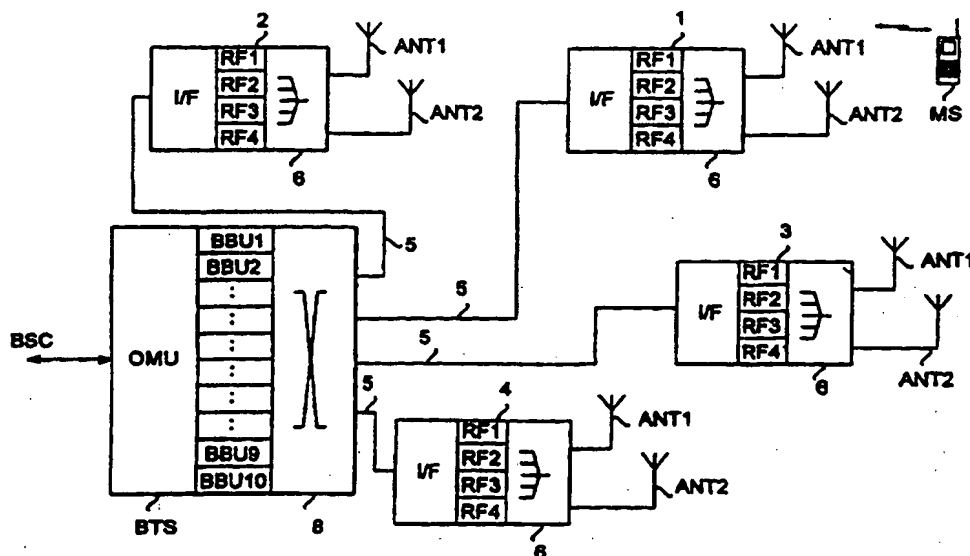 2
RF1
RF2
RF3
RF4
I/F
ANT1
ANT2
6
1
RF1
RF2
RF3
RF4
I/F
ANT1
ANT2
6
MS
BBU1
BBU2
⋮
⋮
⋮
BBU9
BBU10
BSC
OMU
BTS
8
5
5
5
5
3
RF1
RF2
RF3
RF4
I/F
ANT1
ANT2
6
4
RF1
RF2
RF3
RF4
I/F
ANT1
ANT2
6